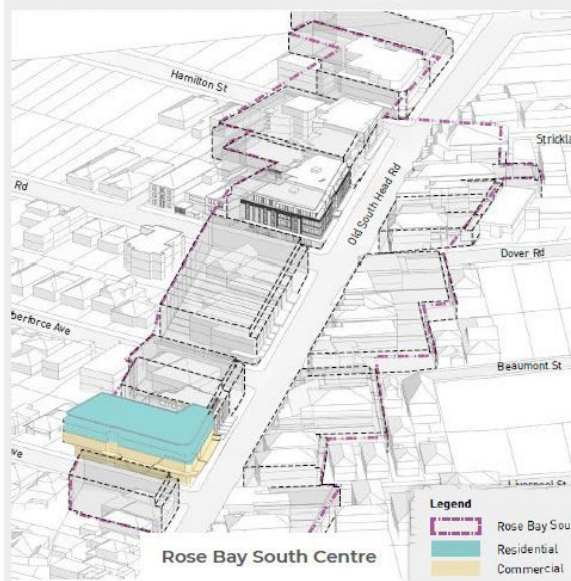 Hamilton St
Strickla
Rd
Old South Head Rd
Dover Rd
berforce Ave
Beaumont St
ve
Liverpool St
Legend
Rose Bay Sou
Residential
Commercial
Rose Bay South Centre